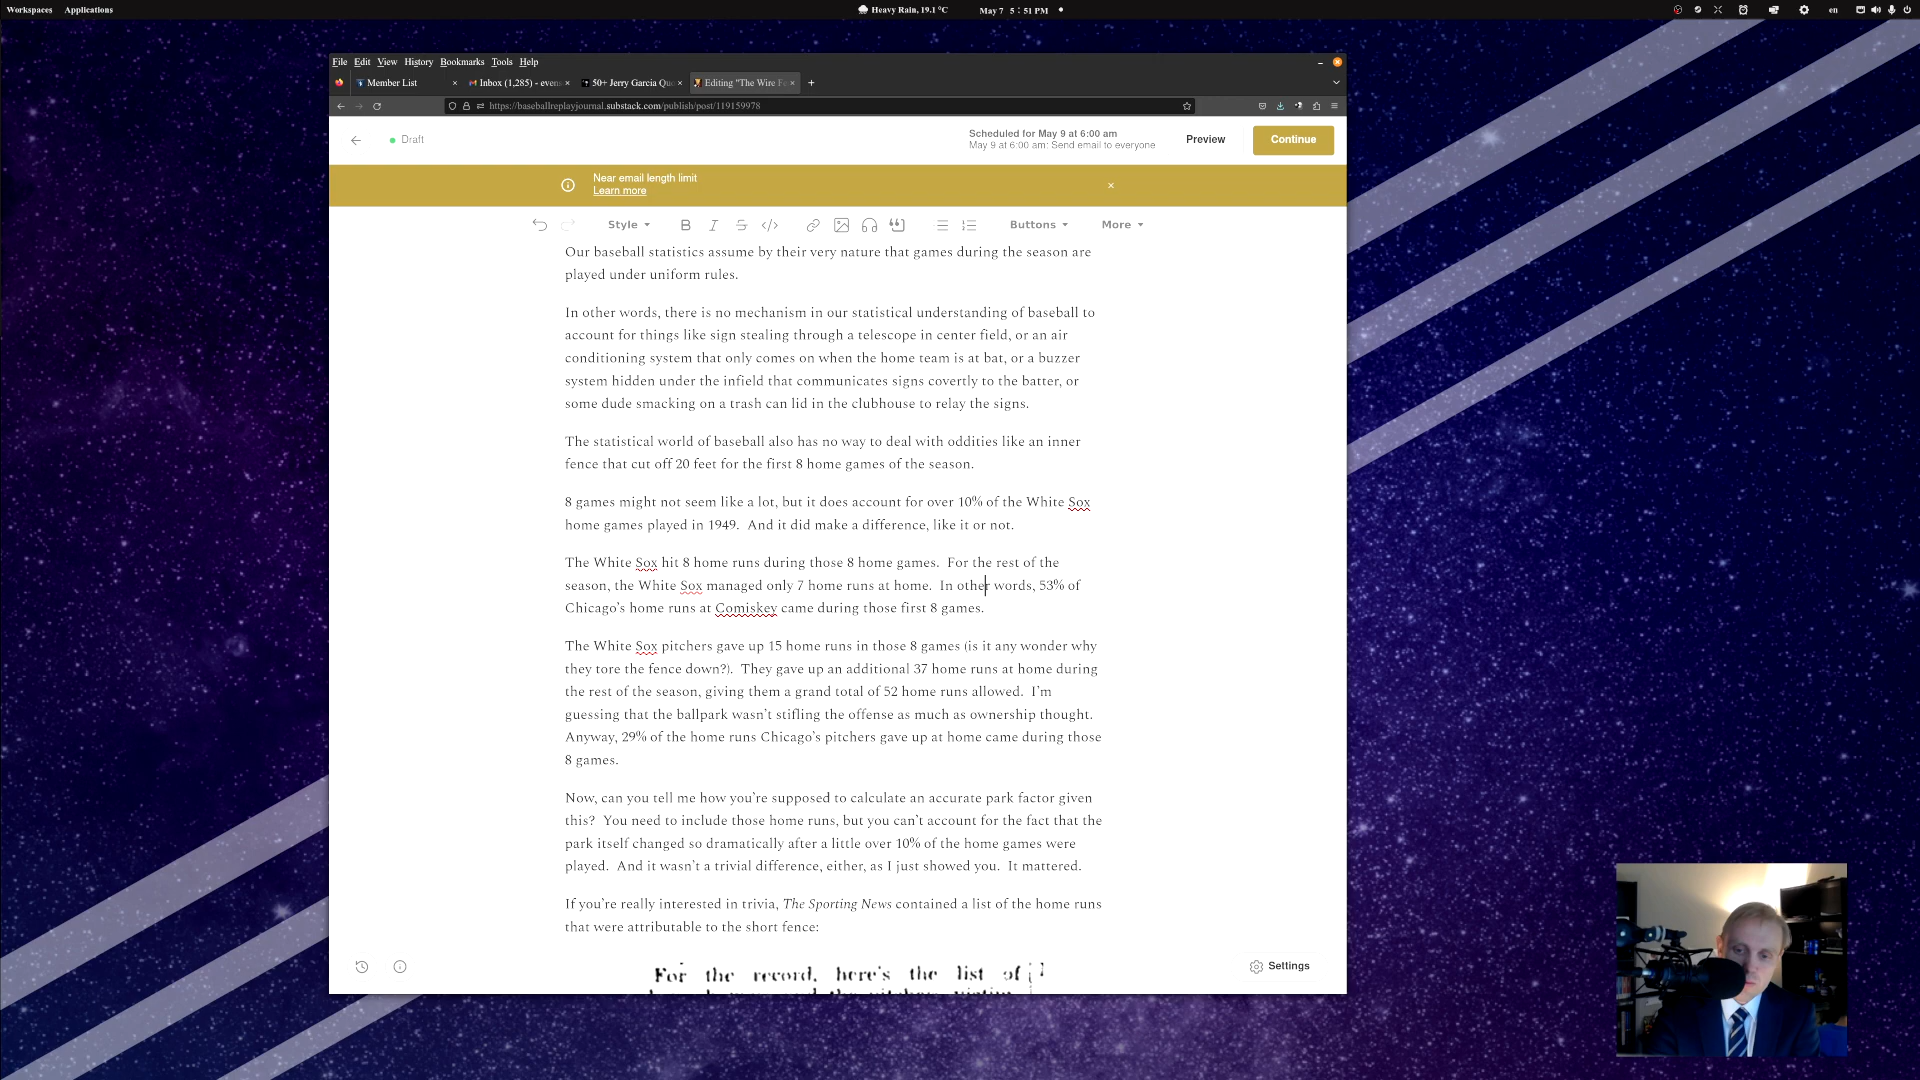 Workspaces Applications Heavy Rain, 19.1 °C May 7 5:51 PM en
File Edit View History Bookmarks Tools Help
Member List Inbox (1,285) - evens 50+ Jerry Garcia Quo Editing "The Wire Fe
https://baseballreplayjournal.substack.com/publish/post/119159978
Draft Scheduled for May 9 at 6:00 am Preview Continue
May 9 at 6:00 am: Send email to everyone
Near email length limit
Learn more
Style Buttons More
Our baseball statistics assume by their very nature that games during the season are
played under uniform rules.
In other words, there is no mechanism in our statistical understanding of baseball to
account for things like sign stealing through a telescope in center field, or an air
conditioning system that only comes on when the home team is at bat, or a buzzer
system hidden under the infield that communicates signs covertly to the batter, or
some dude smacking on a trash can lid in the clubhouse to relay the signs.
The statistical world of baseball also has no way to deal with oddities like an inner
fence that cut off 20 feet for the first 8 home games of the season.
8 games might not seem like a lot, but it does account for over 10% of the White Sox
home games played in 1949.  And it did make a difference, like it or not.
The White Sox hit 8 home runs during those 8 home games.  For the rest of the
season, the White Sox managed only 7 home runs at home.  In other words, 53% of
Chicago's home runs at Comiskey came during those first 8 games.
The White Sox pitchers gave up 15 home runs in those 8 games (is it any wonder why
they tore the fence down?).  They gave up an additional 37 home runs at home during
the rest of the season, giving them a grand total of 52 home runs allowed.  I'm
guessing that the ballpark wasn't stifling the offense as much as ownership thought.
Anyway, 29% of the home runs Chicago's pitchers gave up at home came during those
8 games.
Now, can you tell me how you're supposed to calculate an accurate park factor given
this?  You need to include those home runs, but you can't account for the fact that the
park itself changed so dramatically after a little over 10% of the home games were
played.  And it wasn't a trivial difference, either, as I just showed you.  It mattered.
If you're really interested in trivia, The Sporting News contained a list of the home runs
that were attributable to the short fence:
For the record, here's the list of
Settings